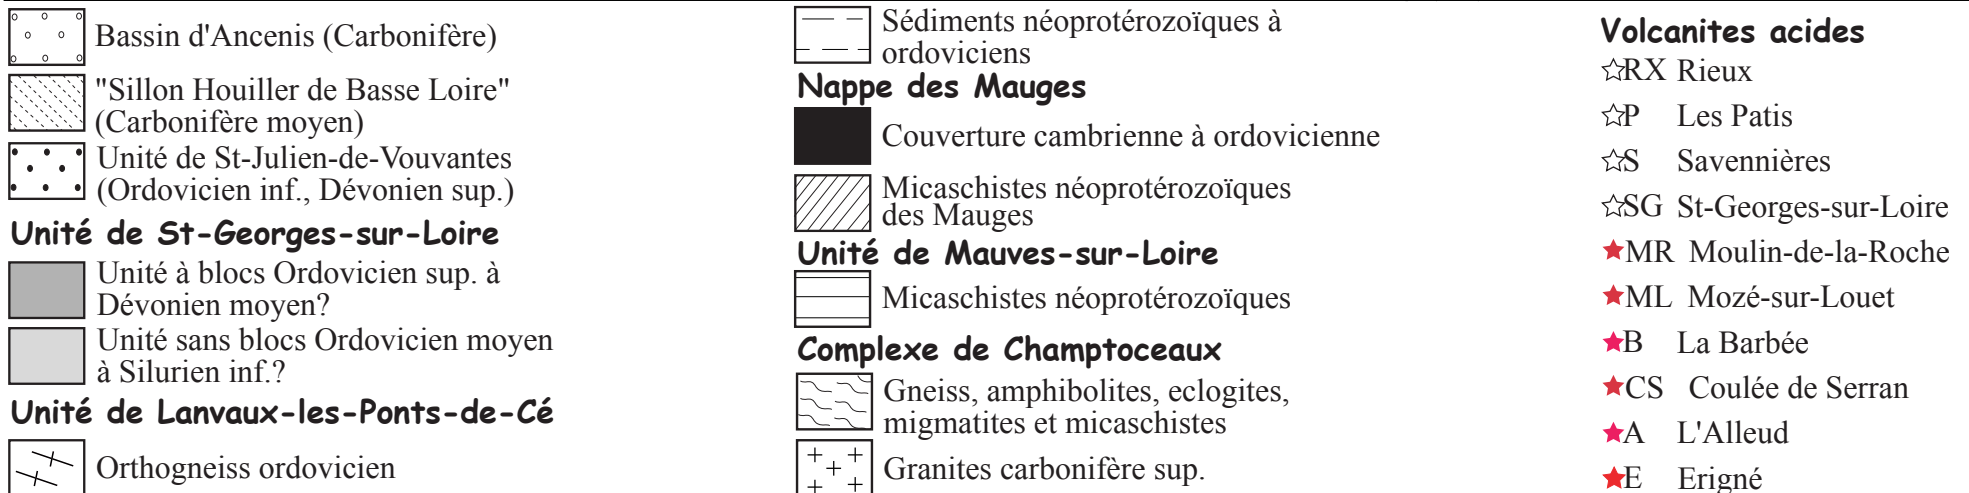 Bassin d'Ancenis (Carbonifère)
"Sillon Houiller de Basse Loire"
(Carbonifère moyen)
Unité de St-Julien-de-Vouvantes
(Ordovicien inf., Dévonien sup.)
Unité de St-Georges-sur-Loire
Unité à blocs Ordovicien sup. à
Dévonien moyen?
Unité sans blocs Ordovicien moyen
à Silurien inf.?
Unité de Lanvaux-les-Ponts-de-Cé
Orthogneiss ordovicien
Sédiments néoprotérozoïques à
ordoviciens
Nappe des Mauges
Couverture cambrienne à ordovicienne
Micaschistes néoprotérozoïques
des Mauges
Unité de Mauves-sur-Loire
Micaschistes néoprotérozoïques
Complexe de Champtoceaux
Gneiss, amphibolites, eclogites,
migmatites et micaschistes
Granites carbonifère sup.
Volcanites acides
RX Rieux
P Les Patis
S Savennières
SG St-Georges-sur-Loire
MR Moulin-de-la-Roche
ML Mozé-sur-Louet
B La Barbée
CS Coulée de Serran
A L'Alleud
E Erigné